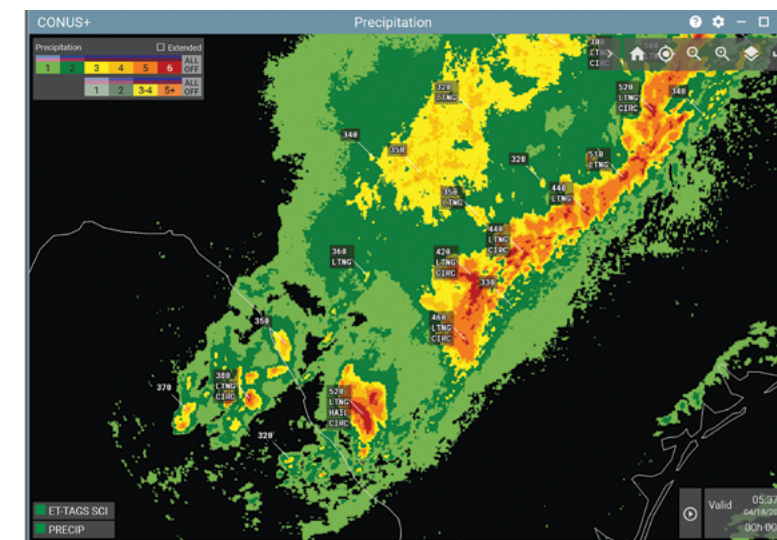 CONUS+
Precipitation
Precipitation
Extended
1 2 3 4 5 6 ALL OFF
1 2 3-4 5+ ALL OFF
CIRC
520
LTNG
CIRC
340
320
LTNG
340
350
320
510
LTNG
350
LTNG
440
LTNG
440
LTNG
CIRC
360
LTNG
420
LTNG
CIRC
330
460
LTNG
CIRC
350
370
380
LTNG
CIRC
520
LTNG
HAIL
CIRC
320
ET-TAGS SCI
PRECIP
Valid
05:37
04/18/20
00h 00